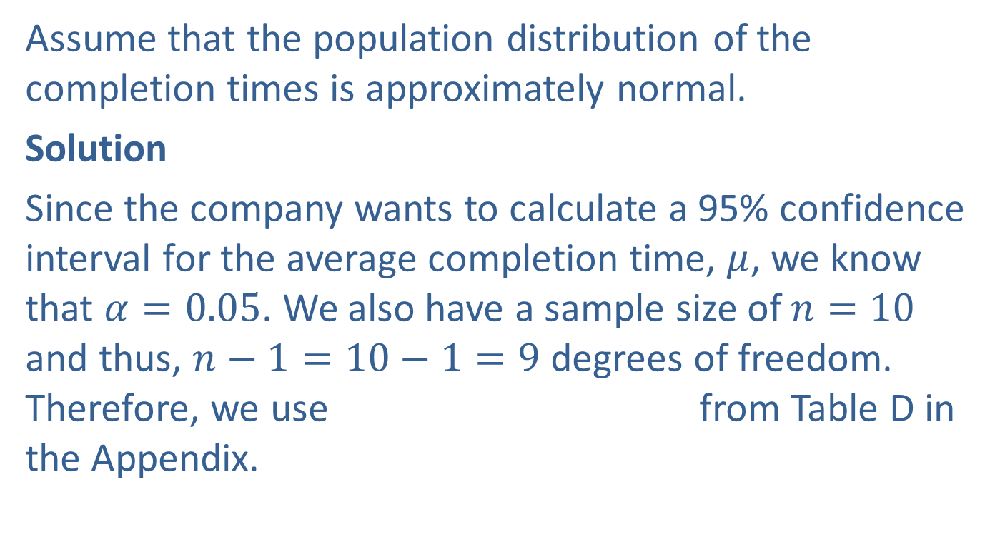 Assume that the population distribution of the
completion times is approximately normal.
Solution
Since the company wants to calculate a 95% confidence
interval for the average completion time, μ, we know
that α = 0.05. We also have a sample size of n = 10
and thus, n − 1 = 10 − 1 = 9 degrees of freedom.
Therefore, we use from Table D in
the Appendix.